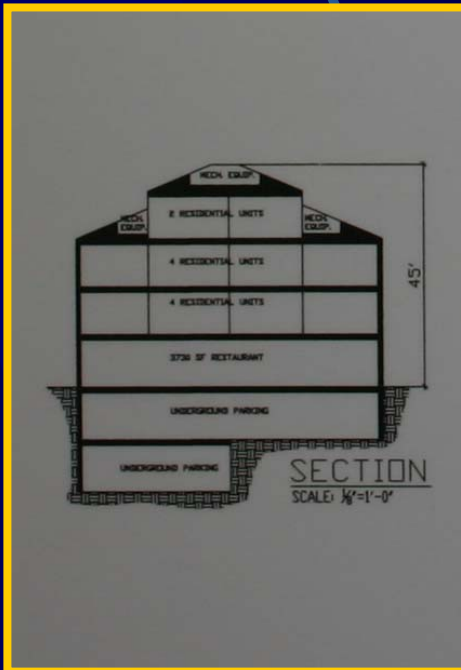 MECH. EQUIP.
2 RESIDENTIAL UNITS
MECH.
EQUIP.
MECH.
EQUIP.
4 RESIDENTIAL UNITS
45'
4 RESIDENTIAL UNITS
3736 SF RESTAURANT
UNDERGROUND PARKING
UNDERGROUND PARKING
SECTION
SCALE: ⅛"=1'-0"